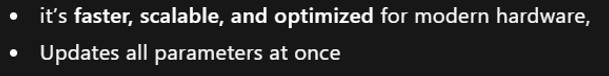 • it's faster, scalable, and optimized for modern hardware,
• Updates all parameters at once